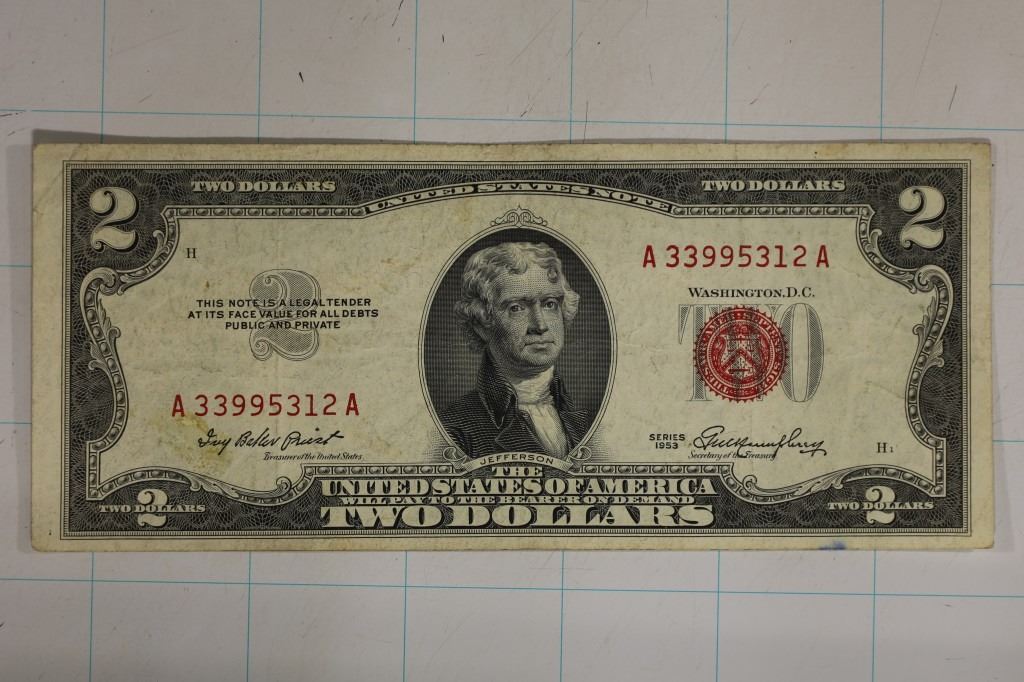 TWO DOLLARS
UNITED STATES NOTE
TWO DOLLARS
2
2
H
A 33995312 A
WASHINGTON, D.C.
2
THIS NOTE IS A LEGAL TENDER
AT ITS FACE VALUE FOR ALL DEBTS
PUBLIC AND PRIVATE
TWO
A 33995312 A
Ivy Baker Priest
Treasurer of the United States.
SERIES
1953
Secretary of the Treasury
H 1
JEFFERSON
THE
UNITED STATES OF AMERICA
WILL PAY TO THE BEARER ON DEMAND
TWO DOLLARS
2
TWO DOLLARS
2
TWO DOLLARS